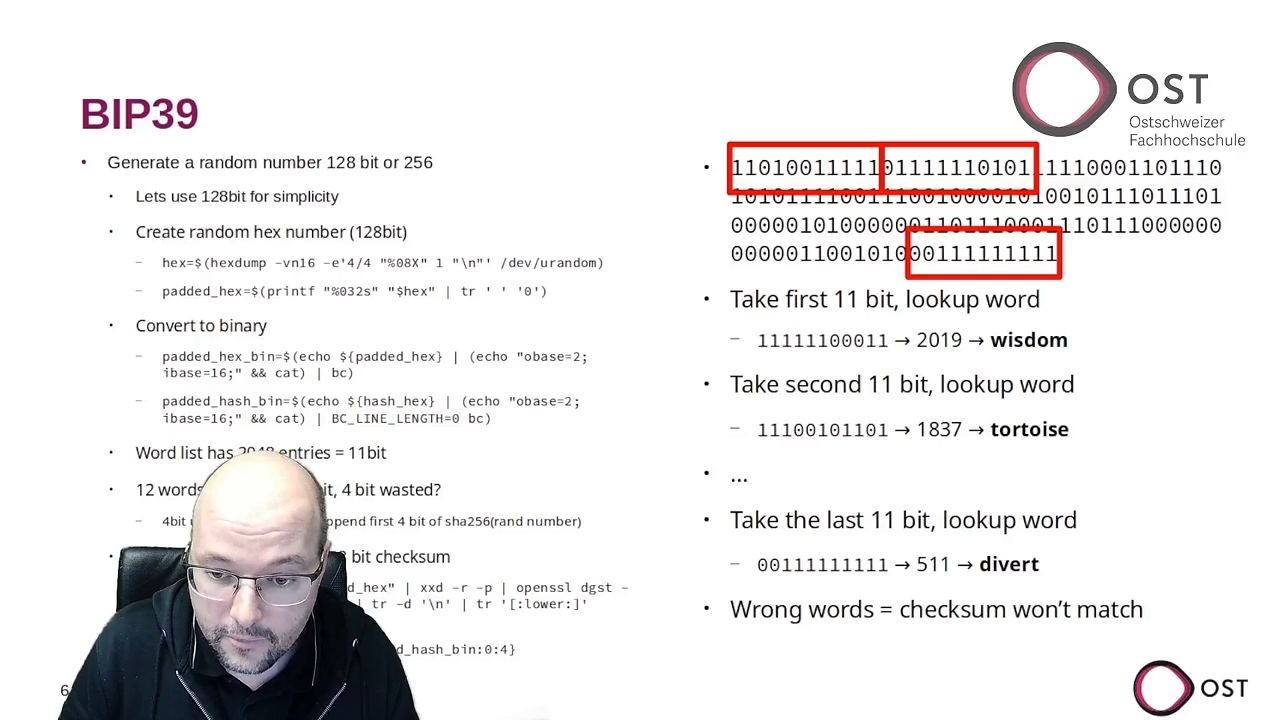 OST
Ostschweizer
Fachhochschule
BIP39
• Generate a random number 128 bit or 256
• Lets use 128bit for simplicity
• Create random hex number (128bit)
– hex=$(hexdump -vn16 -e'4/4 "%08X" 1 "\n"' /dev/urandom)
– padded_hex=$(printf "%032s" "$hex" | tr ' ' '0')
• Convert to binary
– padded_hex_bin=$(echo ${padded_hex} | (echo "obase=2;
ibase=16;" && cat) | bc)
– padded_hash_bin=$(echo ${hash_hex} | (echo "obase=2;
ibase=16;" && cat) | BC_LINE_LENGTH=0 bc)
• Word list has 2048 entries = 11bit
• 12 words it, 4 bit wasted?
– 4bit ppend first 4 bit of sha256(rand number)
• bit checksum
d_hex" | xxd -r -p | openssl dgst -
| tr -d '\n' | tr '[:lower:]'
d_hash_bin:0:4}
6
• 1101001111101111111010111110001101110
101011110011100100001010010111011101
0000010100000011011100011101110000000
0000011001010000111111111
• Take first 11 bit, lookup word
– 11111100011 → 2019 → wisdom
• Take second 11 bit, lookup word
– 11100101101 → 1837 → tortoise
• ...
• Take the last 11 bit, lookup word
– 00111111111 → 511 → divert
• Wrong words = checksum won’t match
OST